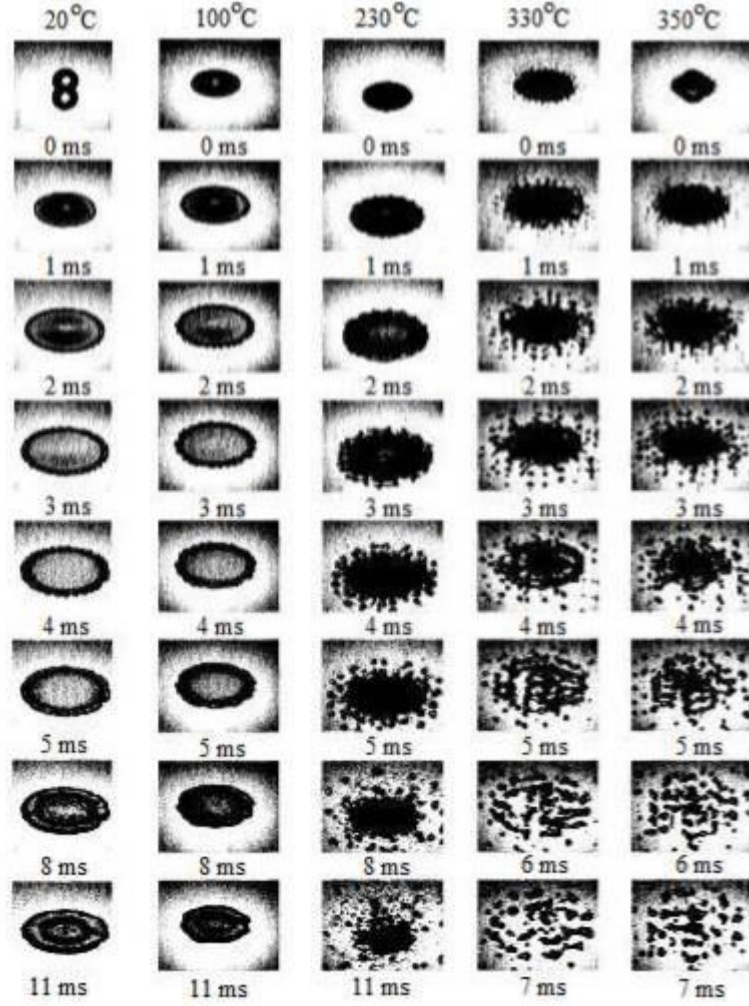 20°C 100°C 230°C 330°C 350°C
0 ms 0 ms 0 ms 0 ms 0 ms
1 ms 1 ms 1 ms 1 ms 1 ms
2 ms 2 ms 2 ms 2 ms 2 ms
3 ms 3 ms 3 ms 3 ms 3 ms
4 ms 4 ms 4 ms 4 ms 4 ms
5 ms 5 ms 5 ms 5 ms 5 ms
8 ms 8 ms 8 ms 6 ms 6 ms
11 ms 11 ms 11 ms 7 ms 7 ms